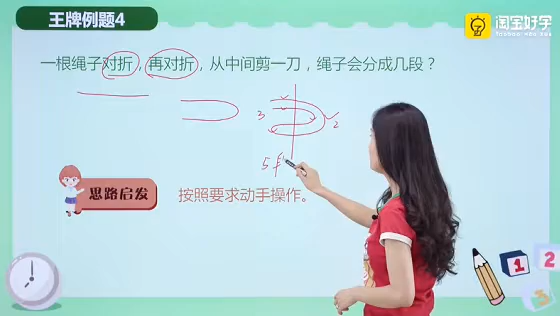 王牌例题4
淘宝好学
一根绳子对折，再对折，从中间剪一刀，绳子会分成几段？
3
2
5
思路启发
按照要求动手操作。
1
2
3